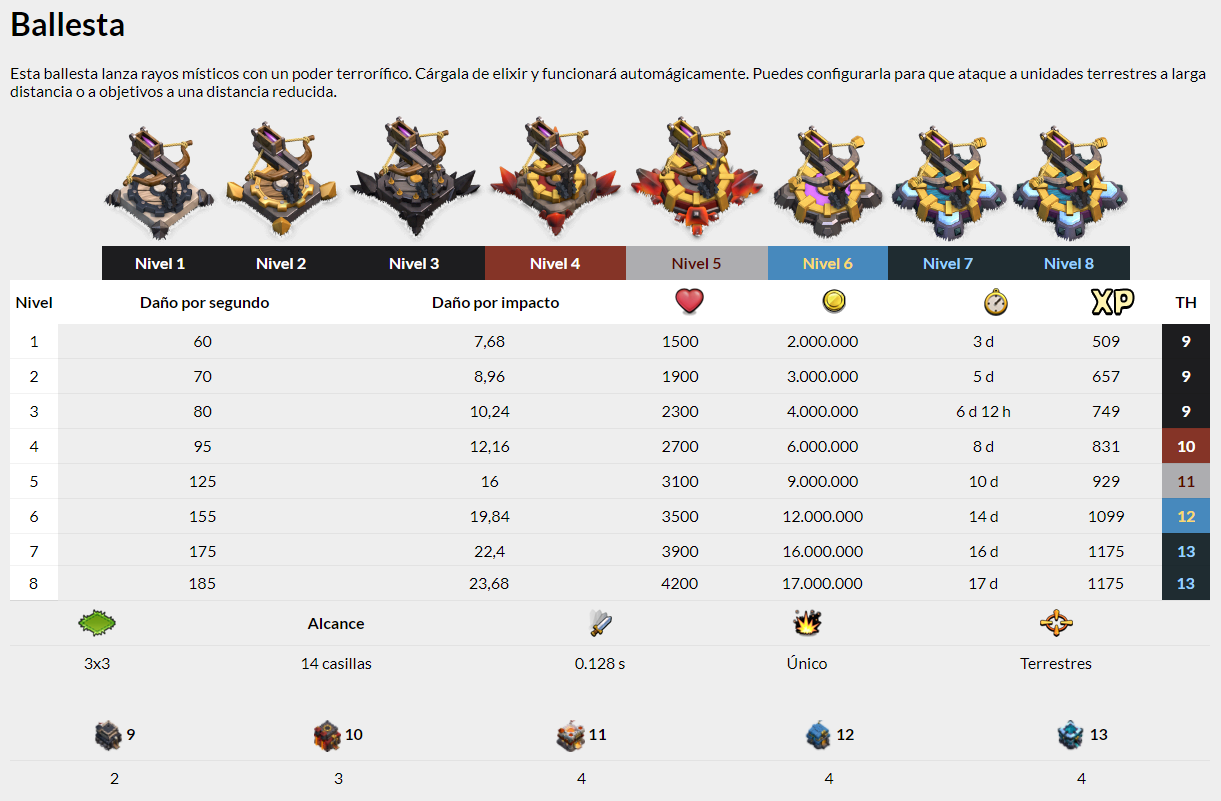 Ballesta
Esta ballesta lanza rayos místicos con un poder terrorífico. Cárgala de elixir y funcionará automágicamente. Puedes configurarla para que ataque a unidades terrestres a larga
distancia o a objetivos a una distancia reducida.
Nivel 1 Nivel 2 Nivel 3 Nivel 4 Nivel 5 Nivel 6 Nivel 7 Nivel 8
Nivel Daño por segundo Daño por impacto XP TH
1 60 7,68 1500 2.000.000 3 d 509 9
2 70 8,96 1900 3.000.000 5 d 657 9
3 80 10,24 2300 4.000.000 6 d 12 h 749 9
4 95 12,16 2700 6.000.000 8 d 831 10
5 125 16 3100 9.000.000 10 d 929 11
6 155 19,84 3500 12.000.000 14 d 1099 12
7 175 22,4 3900 16.000.000 16 d 1175 13
8 185 23,68 4200 17.000.000 17 d 1175 13
Alcance
3x3 14 casillas 0.128 s Único Terrestres
9 10 11 12 13
2 3 4 4 4